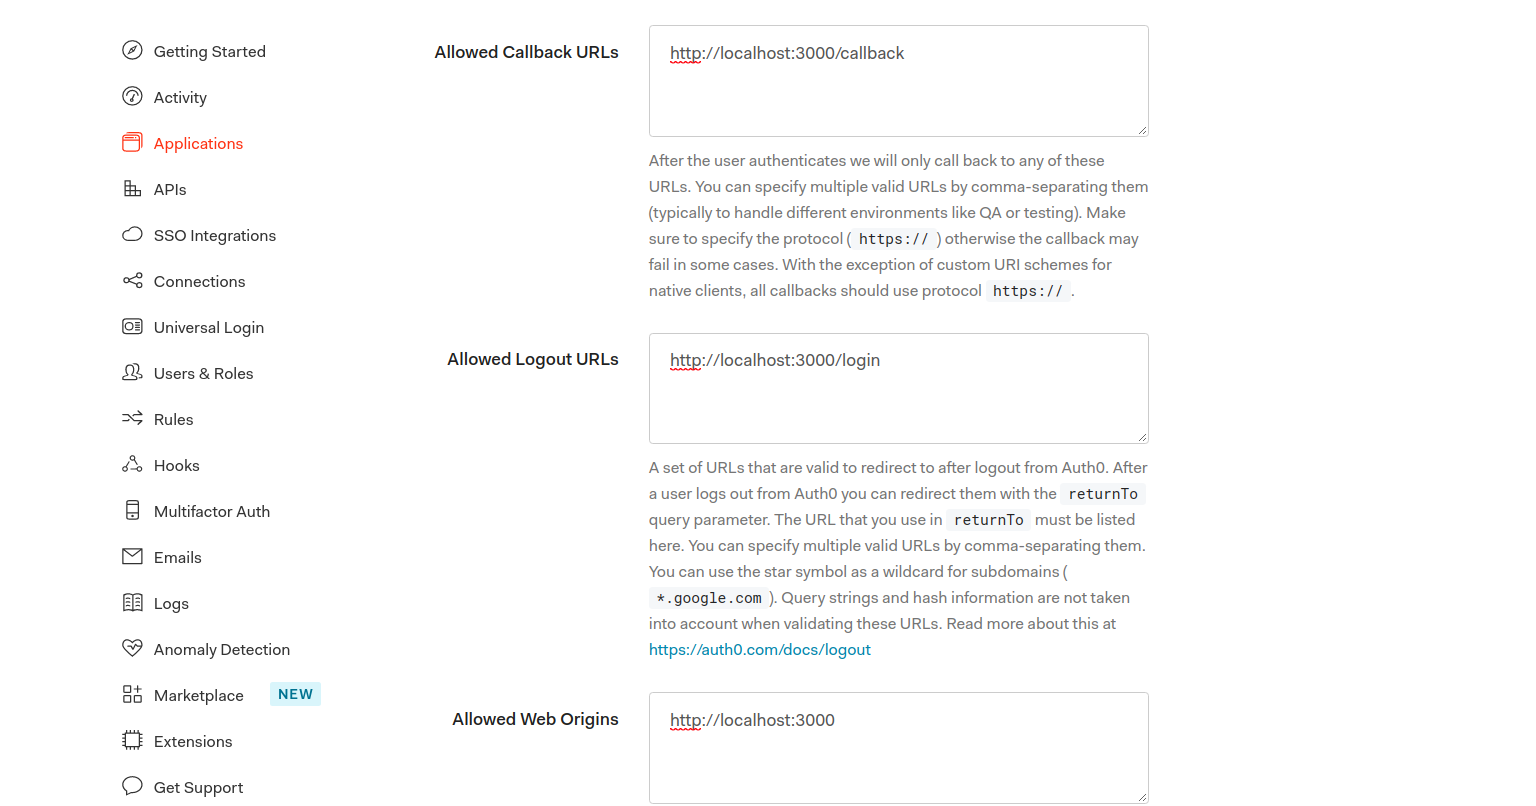 Getting Started
Activity
Applications
APIs
SSO Integrations
Connections
Universal Login
Users & Roles
Rules
Hooks
Multifactor Auth
Emails
Logs
Anomaly Detection
Marketplace NEW
Extensions
Get Support
Allowed Callback URLs
http://localhost:3000/callback
After the user authenticates we will only call back to any of these
URLs. You can specify multiple valid URLs by comma-separating them
(typically to handle different environments like QA or testing). Make
sure to specify the protocol ( https:// ) otherwise the callback may
fail in some cases. With the exception of custom URI schemes for
native clients, all callbacks should use protocol https:// .
Allowed Logout URLs
http://localhost:3000/login
A set of URLs that are valid to redirect to after logout from Auth0. After
a user logs out from Auth0 you can redirect them with the returnTo
query parameter. The URL that you use in returnTo must be listed
here. You can specify multiple valid URLs by comma-separating them.
You can use the star symbol as a wildcard for subdomains (
*.google.com ). Query strings and hash information are not taken
into account when validating these URLs. Read more about this at
https://auth0.com/docs/logout
Allowed Web Origins
http://localhost:3000